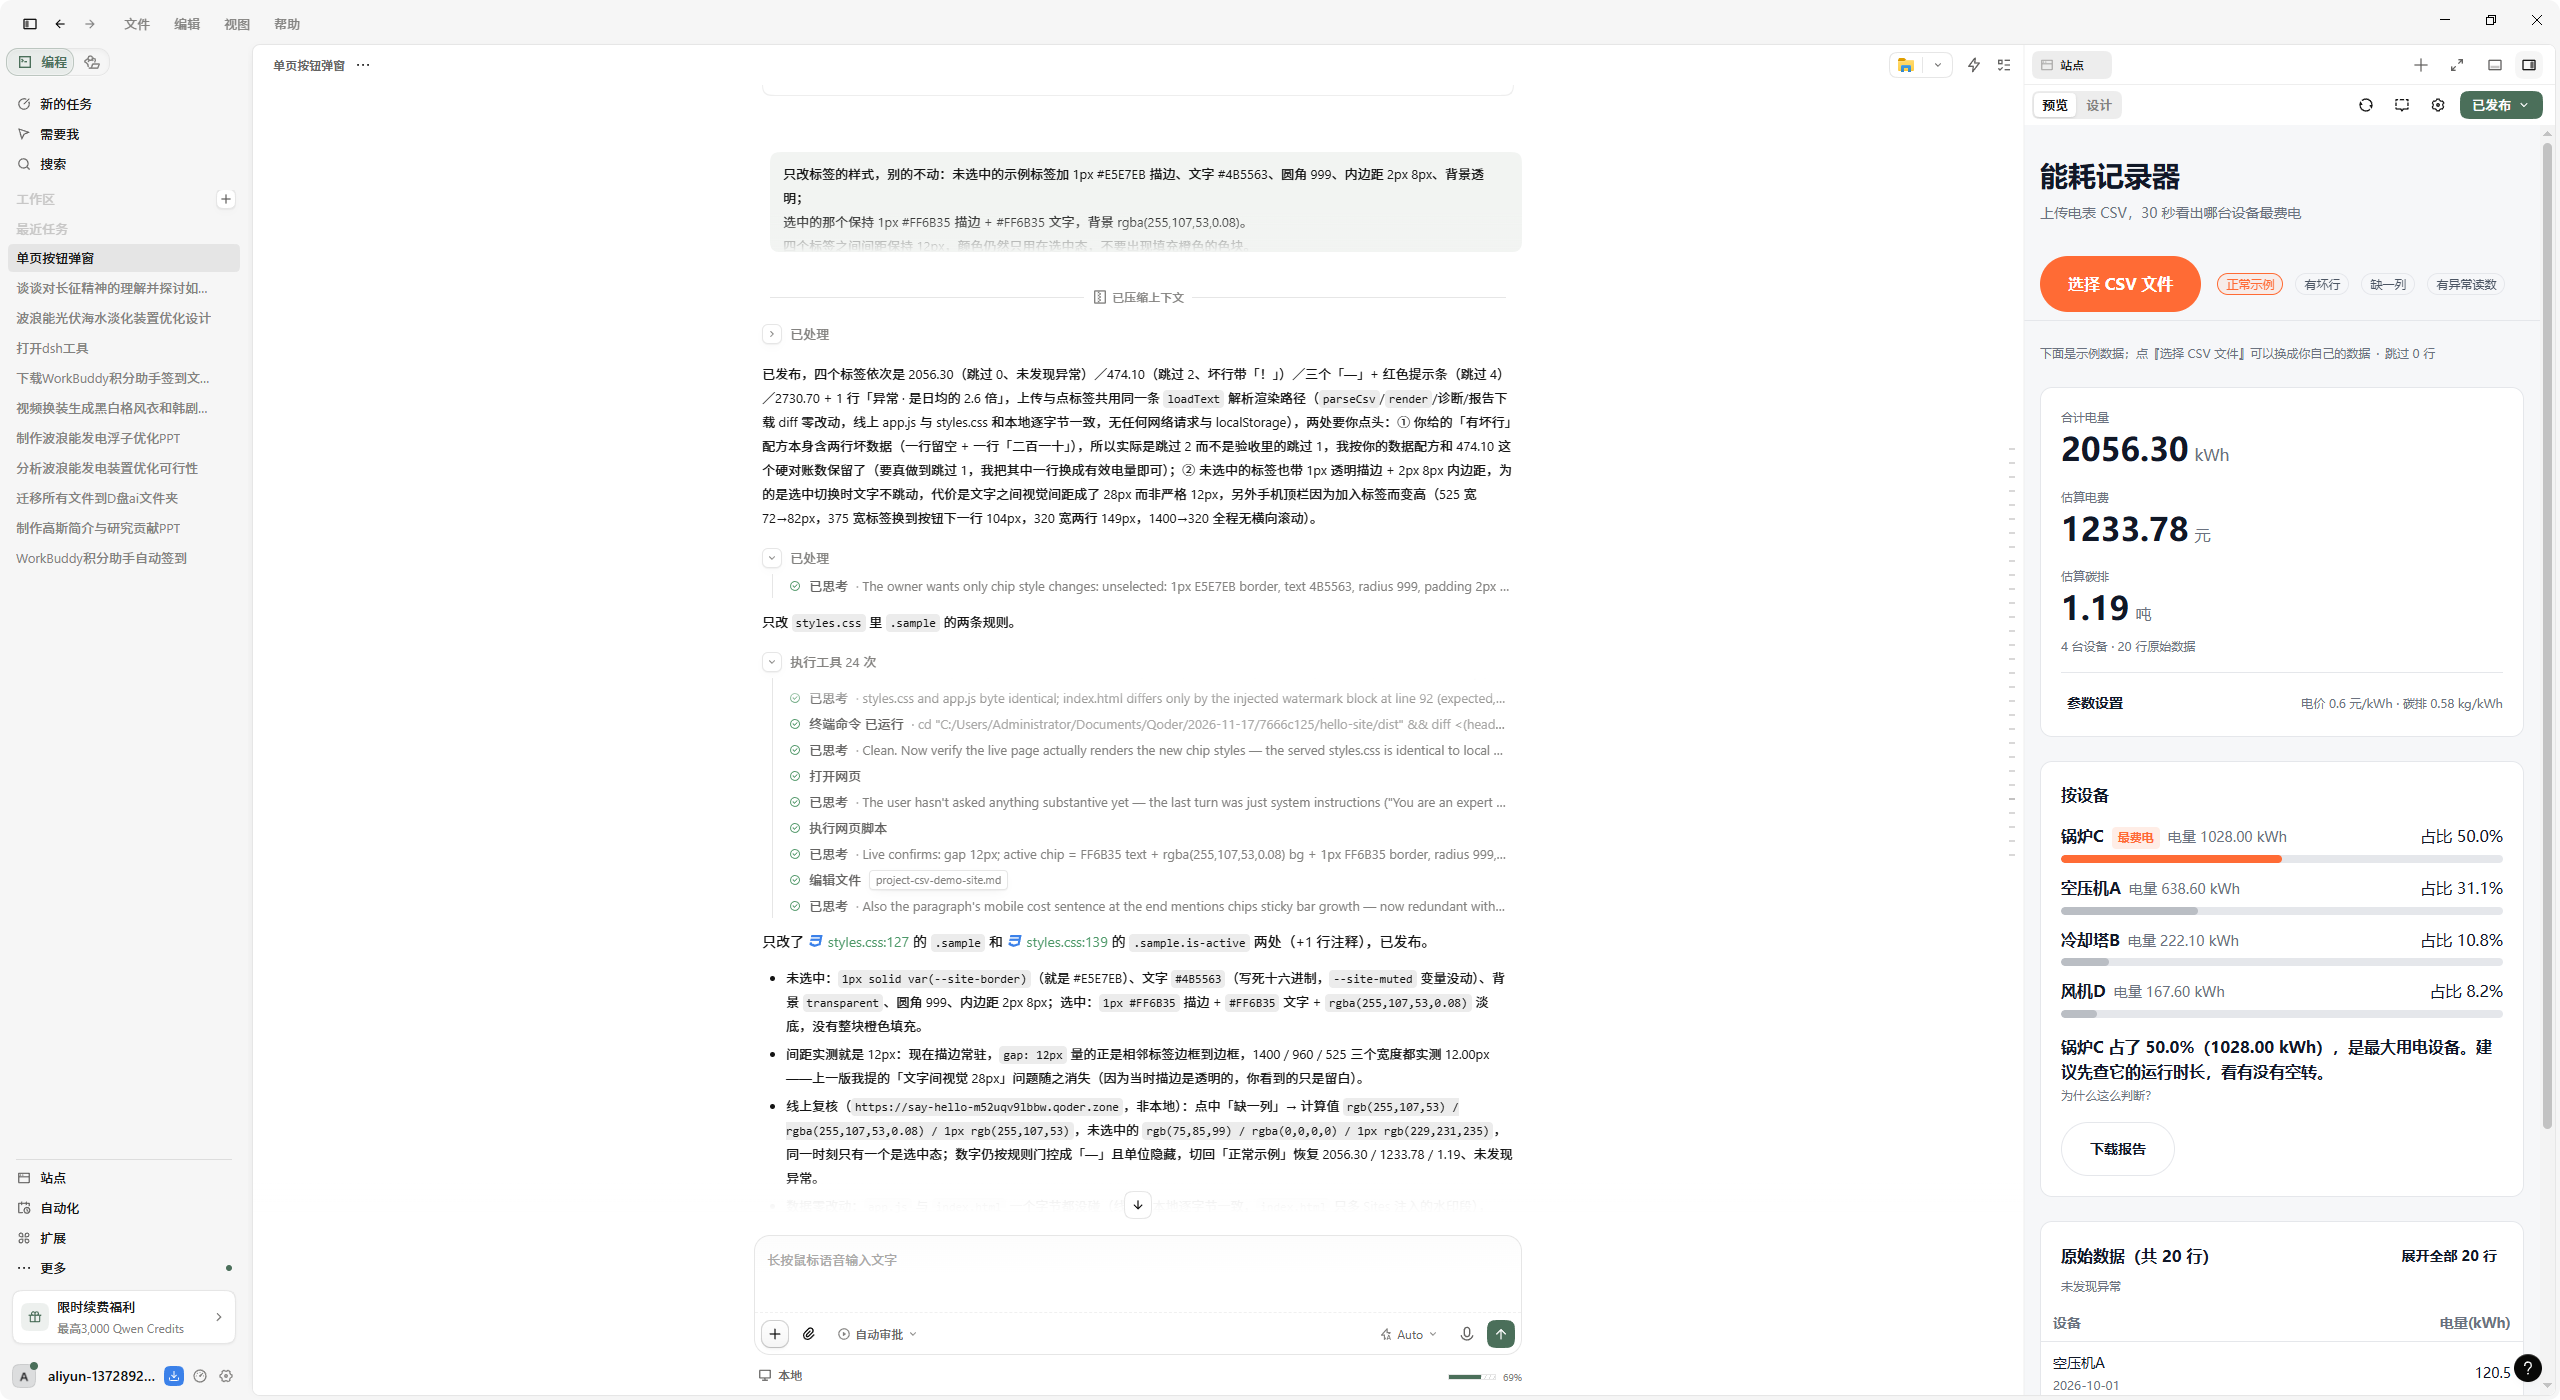 文件 编辑 视图 帮助
编程
新的任务
需要我
搜索
工作区
最近任务
单页按钮弹窗
谈谈对长征精神的理解并探讨如...
波浪能光伏海水淡化装置优化设计
打开dsh工具
下载WorkBuddy积分助手签到文...
视频换装生成黑白格风衣和韩剧...
制作波浪能发电浮子优化PPT
分析波浪能发电装置优化可行性
迁移所有文件到D盘ai文件夹
制作高斯简介与研究贡献PPT
WorkBuddy积分助手自动签到
站点
自动化
扩展
更多
限时续费福利
最高3,000 Qwen Credits
A aliyun-1372892...
单页按钮弹窗 ···
只改标签的样式，别的不动：未选中的示例标签加 1px #E5E7EB 描边、文字 #4B5563、圆角 999、内边距 2px 8px、背景透
明；
选中的那个保持 1px #FF6B35 描边 + #FF6B35 文字，背景 rgba(255,107,53,0.08)。
四个标签之间间距保持 12px，颜色仍然只用在选中态，不要出现填充橙色的色块。
已压缩上下文
已处理
已发布，四个标签依次是 2056.30（跳过 0、未发现异常）／474.10（跳过 2、坏行带「！」）／三个「—」+ 红色提示条（跳过 4）
／2730.70 + 1 行「异常 · 是日均的 2.6 倍」，上传与点标签共用同一条 loadText 解析渲染路径（ parseCsv / render /诊断/报告下
载 diff 零改动，线上 app.js 与 styles.css 和本地逐字节一致，无任何网络请求与 localStorage），两处要你点头：① 你给的「有坏行」
配方本身含两行坏数据（一行留空 + 一行「二百一十」），所以实际是跳过 2 而不是验收里的跳过 1，我按你的数据配方和 474.10 这
个硬对账数保留了（要真做到跳过 1，我把其中一行换成有效电量即可）；② 未选中的标签也带 1px 透明描边 + 2px 8px 内边距，为
的是选中切换时文字不跳动，代价是文字之间视觉间距成了 28px 而非严格 12px，另外手机顶栏因为加入标签而变高（525 宽
72→82px，375 宽标签换到按钮下一行 104px，320 宽两行 149px，1400→320 全程无横向滚动）。
已处理
已思考 · The owner wants only chip style changes: unselected: 1px E5E7EB border, text 4B5563, radius 999, padding 2px ...
只改 styles.css 里 .sample 的两条规则。
执行工具 24 次
已思考 · styles.css and app.js byte identical; index.html differs only by the injected watermark block at line 92 (expected,...
终端命令 已运行 · cd "C:/Users/Administrator/Documents/Qoder/2026-11-17/7666c125/hello-site/dist" && diff <(head...
已思考 · Clean. Now verify the live page actually renders the new chip styles — the served styles.css is identical to local ...
打开网页
已思考 · The user hasn't asked anything substantive yet — the last turn was just system instructions ("You are an expert ...
执行网页脚本
已思考 · Live confirms: gap 12px; active chip = FF6B35 text + rgba(255,107,53,0.08) bg + 1px FF6B35 border, radius 999,...
编辑文件 project-csv-demo-site.md
已思考 · Also the paragraph's mobile cost sentence at the end mentions chips sticky bar growth — now redundant with...
只改了 styles.css:127 的 .sample 和 styles.css:139 的 .sample.is-active 两处（+1 行注释），已发布。
• 未选中： 1px solid var(--site-border)（就是 #E5E7EB）、文字 #4B5563（写死十六进制， --site-muted 变量没动）、背
景 transparent 、圆角 999、内边距 2px 8px；选中： 1px #FF6B35 描边 + #FF6B35 文字 + rgba(255,107,53,0.08) 淡
底，没有整块橙色填充。
• 间距实测就是 12px：现在描边常驻， gap: 12px 量的正是相邻标签边框到边框，1400 / 960 / 525 三个宽度都实测 12.00px
——上一版我提的「文字间视觉 28px」问题随之消失（因为当时描边是透明的，你看到的只是留白）。
• 线上复核（ https://say-hello-m52uqv9lbbw.qoder.zone ，非本地）：点中「缺一列」→ 计算值 rgb(255,107,53) /
rgba(255,107,53,0.08) / 1px rgb(255,107,53) ，未选中的 rgb(75,85,99) / rgba(0,0,0,0) / 1px rgb(229,231,235) ，
同一时刻只有一个是选中态；数字仍按规则门控成「—」且单位隐藏，切回「正常示例」恢复 2056.30 / 1233.78 / 1.19、未发现
异常。
长按鼠标语音输入文字
自动审批 Auto
本地 69%
站点
预览 设计 已发布
能耗记录器
上传电表 CSV，30 秒看出哪台设备最费电
选择 CSV 文件 正常示例 有坏行 缺一列 有异常读数
下面是示例数据；点『选择 CSV 文件』可以换成你自己的数据 · 跳过 0 行
合计电量
2056.30 kWh
估算电费
1233.78 元
估算碳排
1.19 吨
4 台设备 · 20 行原始数据
参数设置 电价 0.6 元/kWh · 碳排 0.58 kg/kWh
按设备
锅炉C 最费电 电量 1028.00 kWh 占比 50.0%
空压机A 电量 638.60 kWh 占比 31.1%
冷却塔B 电量 222.10 kWh 占比 10.8%
风机D 电量 167.60 kWh 占比 8.2%
锅炉C 占了 50.0%（1028.00 kWh），是最大用电设备。建
议先查它的运行时长，看有没有空转。
为什么这么判断?
下载报告
原始数据（共 20 行） 展开全部 20 行
未发现异常
设备 电量(kWh)
空压机A 120.5
2026-10-01
?